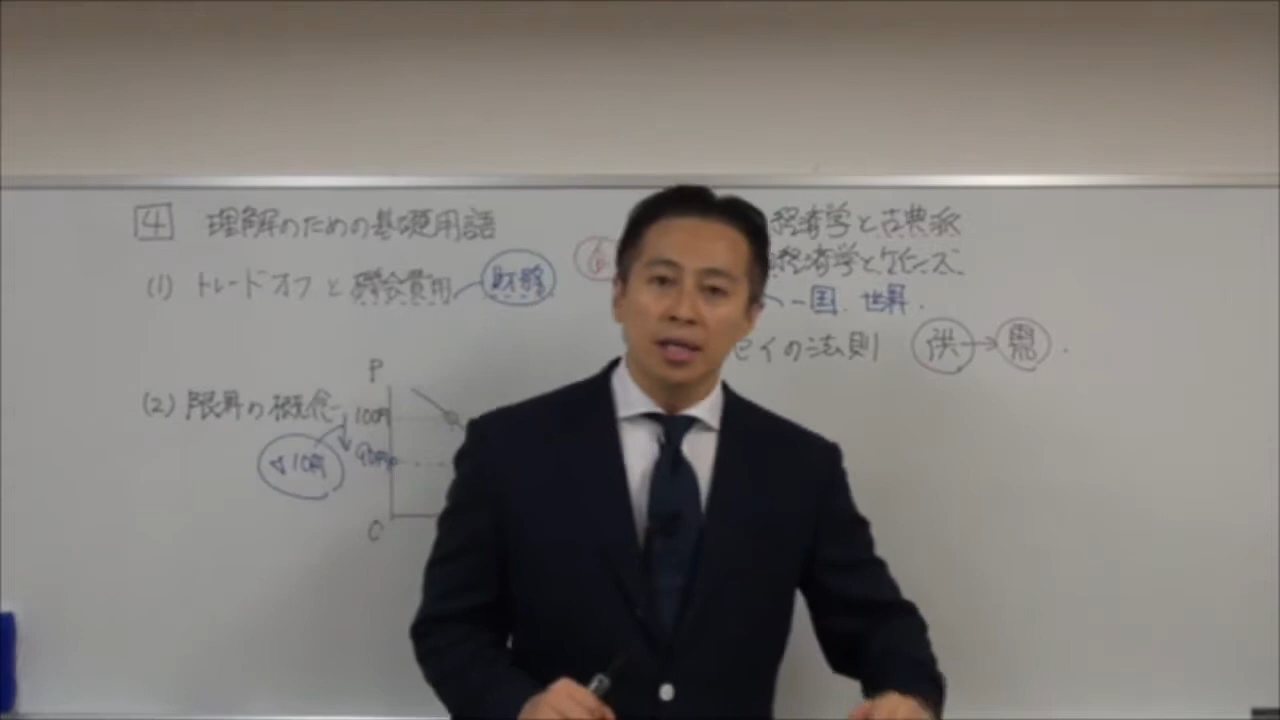 4 理解のための基礎用語
(1) トレードオフと機会費用 財務
(2) 限界の概念
P
100円
90円
▽10円
0
経済学と古典派
経済学とケインズ
一国、世界.
セイの法則 供→需.